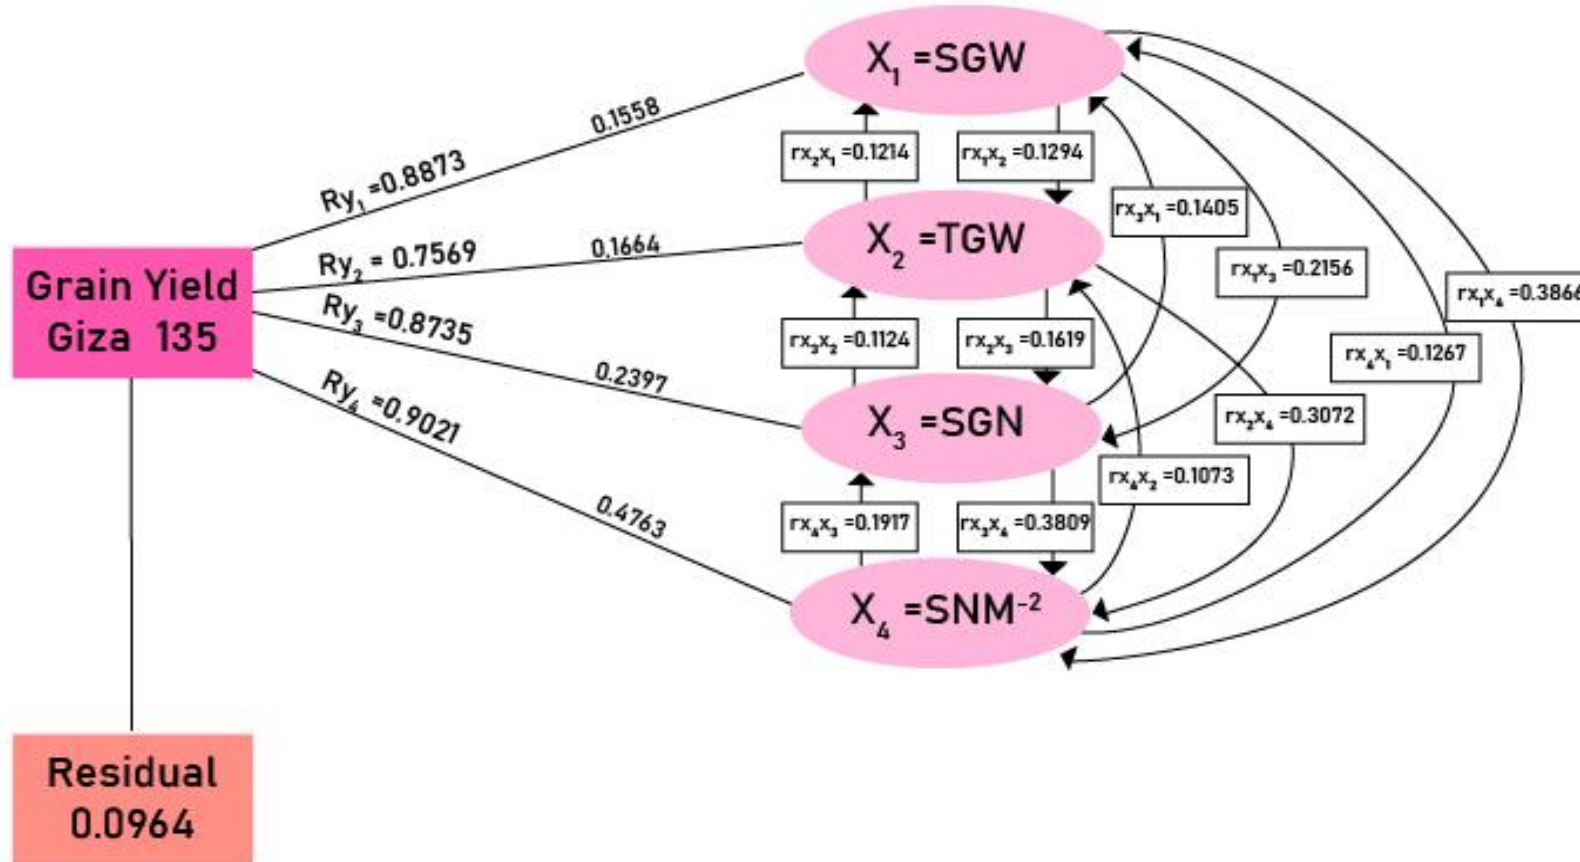 X₁ =SGW
0.1558
rx₂x₁ =0.1214
rx₁x₂ =0.1294
Ry₁ =0.8873
rx₃x₁ =0.1405
X₂ =TGW
Ry₂ = 0.7569
0.1664
rx₁x₃ =0.2156
rx₁x₄ =0.3866
Grain Yield
Giza 135
Ry₃ =0.8735
rx₃x₂ =0.1124
rx₂x₃ =0.1619
rx₄x₁ =0.1267
0.2397
Ry₄ =0.9021
X₃ =SGN
rx₂x₄ =0.3072
rx₄x₂ =0.1073
0.4763
rx₄x₃ =0.1917
rx₃x₄ =0.3809
X₄ =SNM⁻²
Residual
0.0964